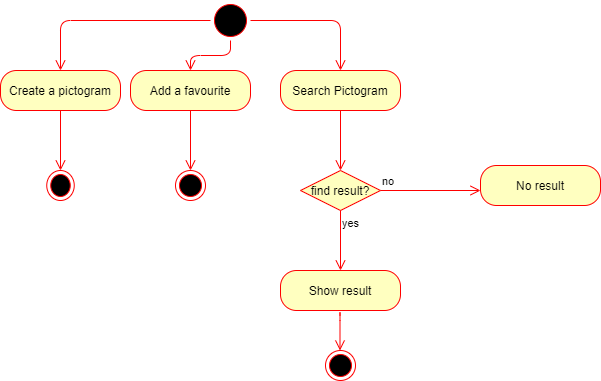 Create a pictogram
Add a favourite
Search Pictogram
find result?
no
No result
yes
Show result